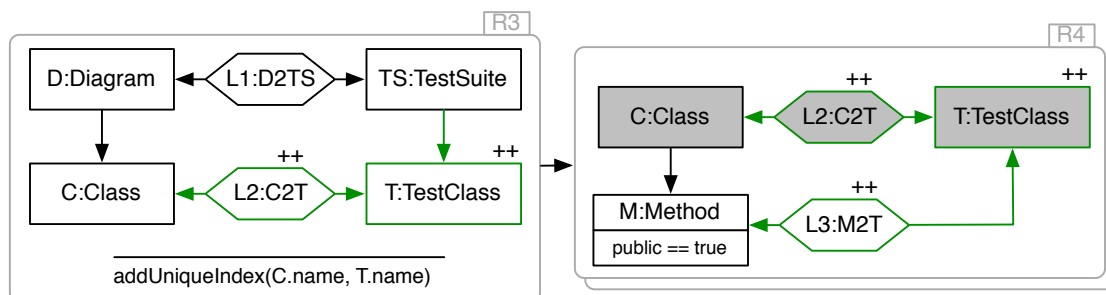 R3
D:Diagram
L1:D2TS
TS:TestSuite
++
++
C:Class
L2:C2T
T:TestClass
addUniqueIndex(C.name, T.name)
R4
++
++
C:Class
L2:C2T
T:TestClass
++
M:Method
L3:M2T
public == true